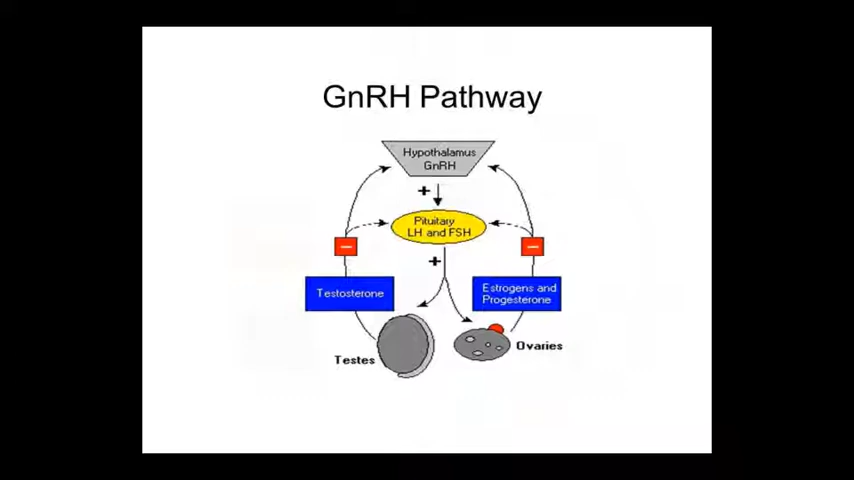 GnRH Pathway
Hypothalamus
GnRH
+
Pituitary
LH and FSH
−
−
+
Testosterone
Estrogens and
Progesterone
Testes
Ovaries